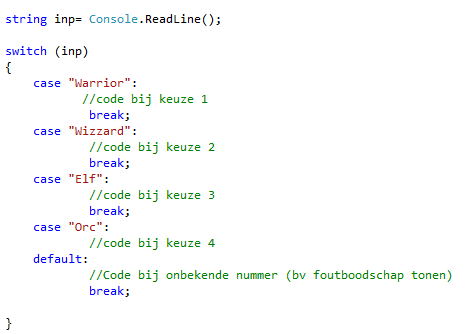 string inp= Console.ReadLine();
switch (inp)
{
case "Warrior":
//code bij keuze 1
break;
case "Wizzard":
//code bij keuze 2
break;
case "Elf":
//code bij keuze 3
break;
case "Orc":
//code bij keuze 4
default:
//Code bij onbekende nummer (bv foutboodschap tonen)
break;
}